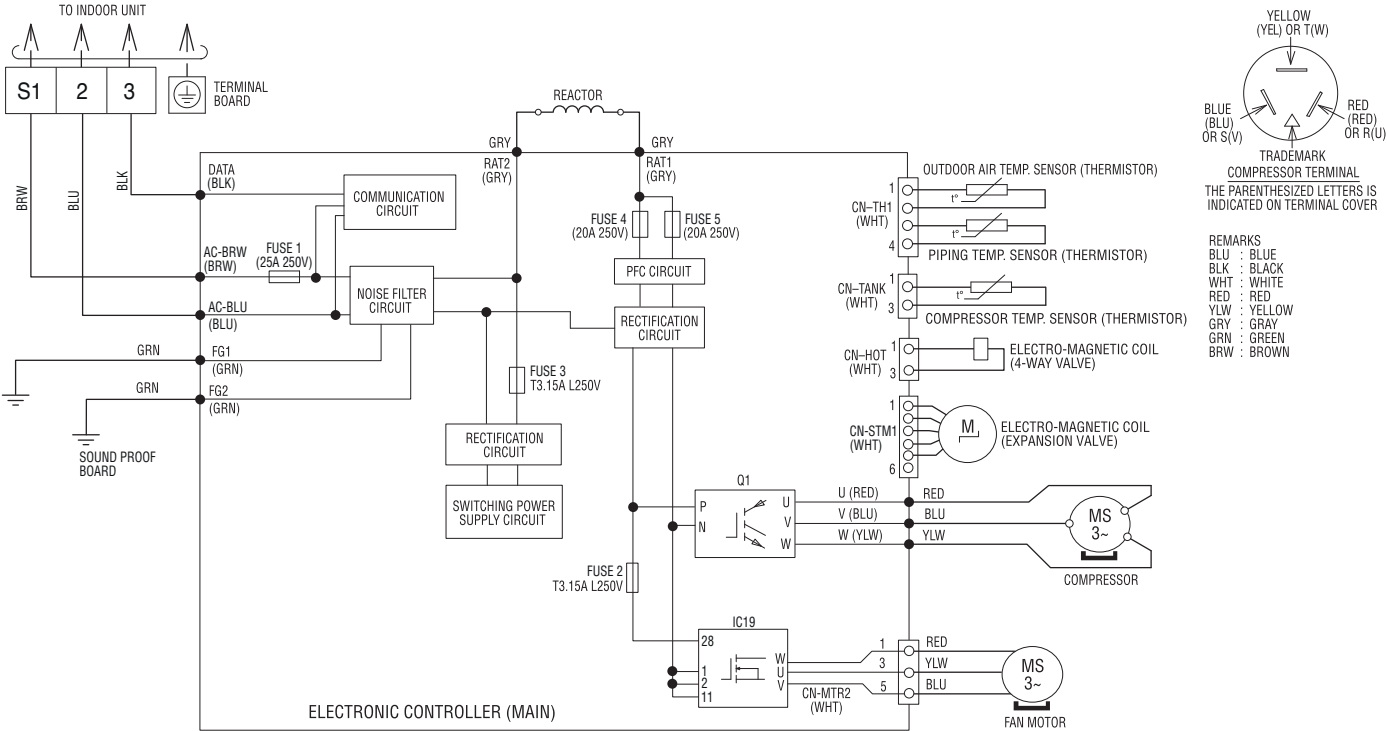 TO INDOOR UNIT
S1
2
3
TERMINAL
BOARD
BRW
BLU
BLK
DATA
(BLK)
AC-BRW
(BRW)
FUSE 1
(25A 250V)
AC-BLU
(BLU)
GRN
FG1
(GRN)
GRN
FG2
(GRN)
SOUND PROOF
BOARD
COMMUNICATION
CIRCUIT
NOISE FILTER
CIRCUIT
REACTOR
GRY
RAT2
(GRY)
GRY
RAT1
(GRY)
FUSE 4
(20A 250V)
FUSE 5
(20A 250V)
PFC CIRCUIT
RECTIFICATION
CIRCUIT
FUSE 3
T3.15A L250V
RECTIFICATION
CIRCUIT
SWITCHING POWER
SUPPLY CIRCUIT
FUSE 2
T3.15A L250V
Q1
P
N
U
V
W
U (RED)
V (BLU)
W (YLW)
RED
BLU
YLW
MS
3~
COMPRESSOR
IC19
28
1
2
11
W
U
V
CN-MTR2
(WHT)
1
3
5
RED
YLW
BLU
MS
3~
FAN MOTOR
ELECTRONIC CONTROLLER (MAIN)
OUTDOOR AIR TEMP. SENSOR (THERMISTOR)
CN–TH1
(WHT)
1
4
t°
t°
PIPING TEMP. SENSOR (THERMISTOR)
CN–TANK
(WHT)
1
3
t°
COMPRESSOR TEMP. SENSOR (THERMISTOR)
CN–HOT
(WHT)
1
3
ELECTRO-MAGNETIC COIL
(4-WAY VALVE)
CN-STM1
(WHT)
1
6
M
ELECTRO-MAGNETIC COIL
(EXPANSION VALVE)
YELLOW
(YEL) OR T(W)
BLUE
(BLU)
OR S(V)
RED
(RED)
OR R(U)
TRADEMARK
COMPRESSOR TERMINAL
THE PARENTHESIZED LETTERS IS
INDICATED ON TERMINAL COVER
REMARKS
BLU : BLUE
BLK : BLACK
WHT : WHITE
RED : RED
YLW : YELLOW
GRY : GRAY
GRN : GREEN
BRW : BROWN